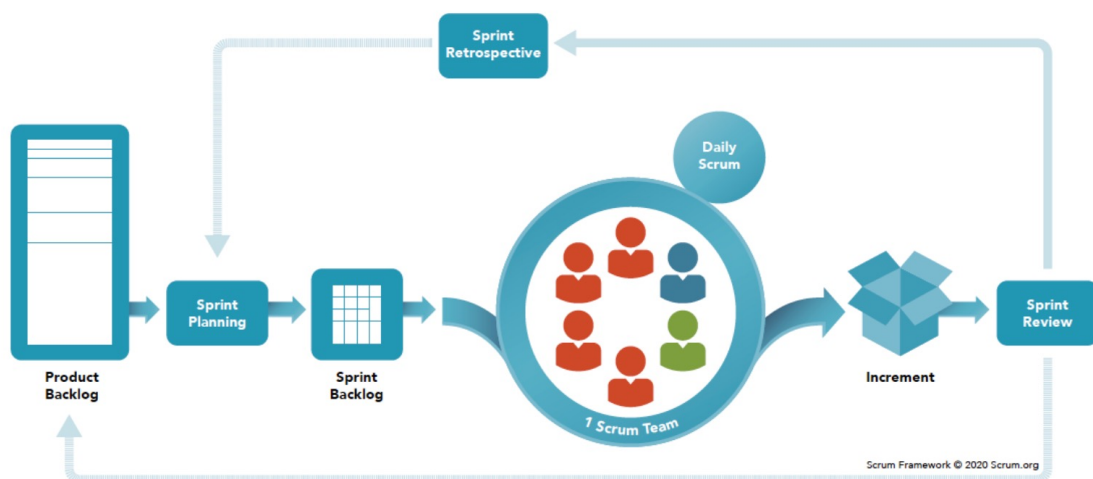 Sprint
Retrospective
Daily
Scrum
Sprint
Planning
Sprint
Review
Product
Backlog
Sprint
Backlog
1 Scrum Team
Increment
Scrum Framework © 2020 Scrum.org